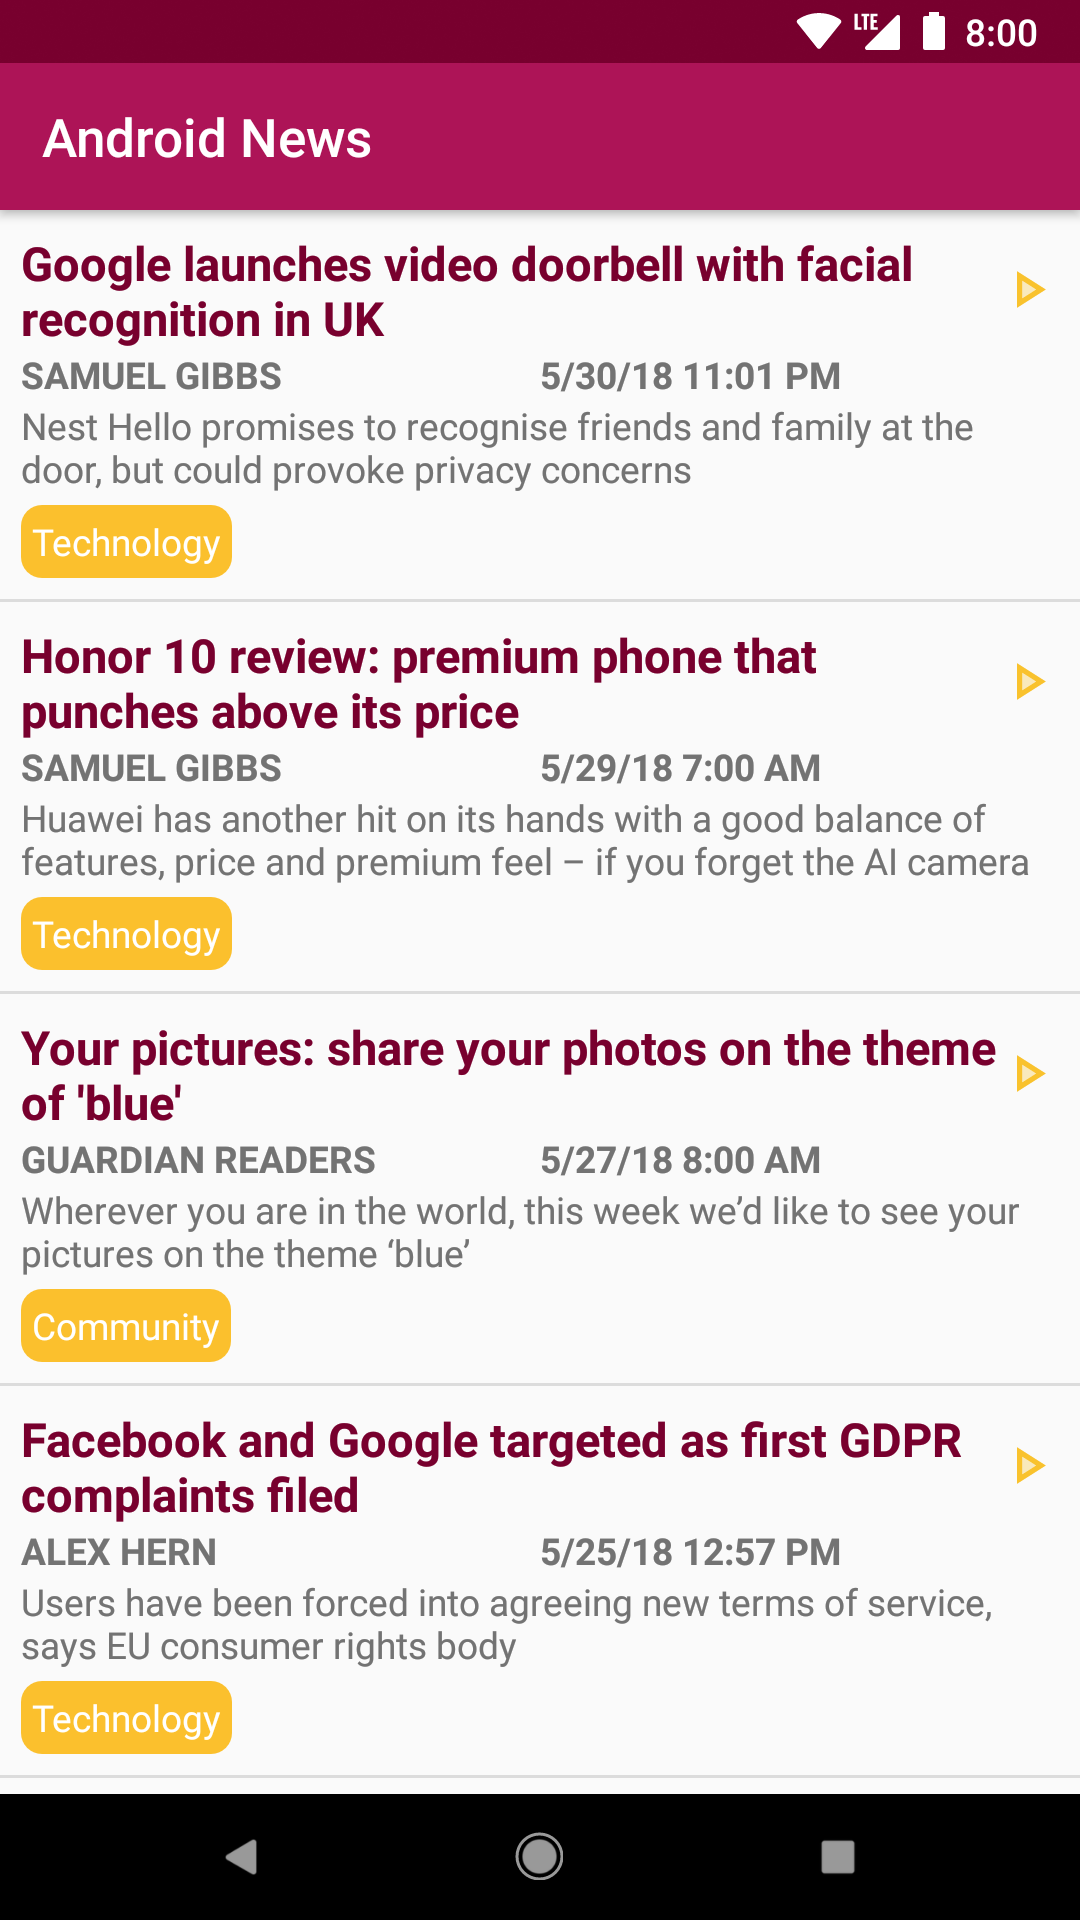 LTE 8:00
Android News
Google launches video doorbell with facial
recognition in UK
SAMUEL GIBBS 5/30/18 11:01 PM
Nest Hello promises to recognise friends and family at the
door, but could provoke privacy concerns
Technology
Honor 10 review: premium phone that
punches above its price
SAMUEL GIBBS 5/29/18 7:00 AM
Huawei has another hit on its hands with a good balance of
features, price and premium feel – if you forget the AI camera
Technology
Your pictures: share your photos on the theme
of 'blue'
GUARDIAN READERS 5/27/18 8:00 AM
Wherever you are in the world, this week we’d like to see your
pictures on the theme ‘blue’
Community
Facebook and Google targeted as first GDPR
complaints filed
ALEX HERN 5/25/18 12:57 PM
Users have been forced into agreeing new terms of service,
says EU consumer rights body
Technology